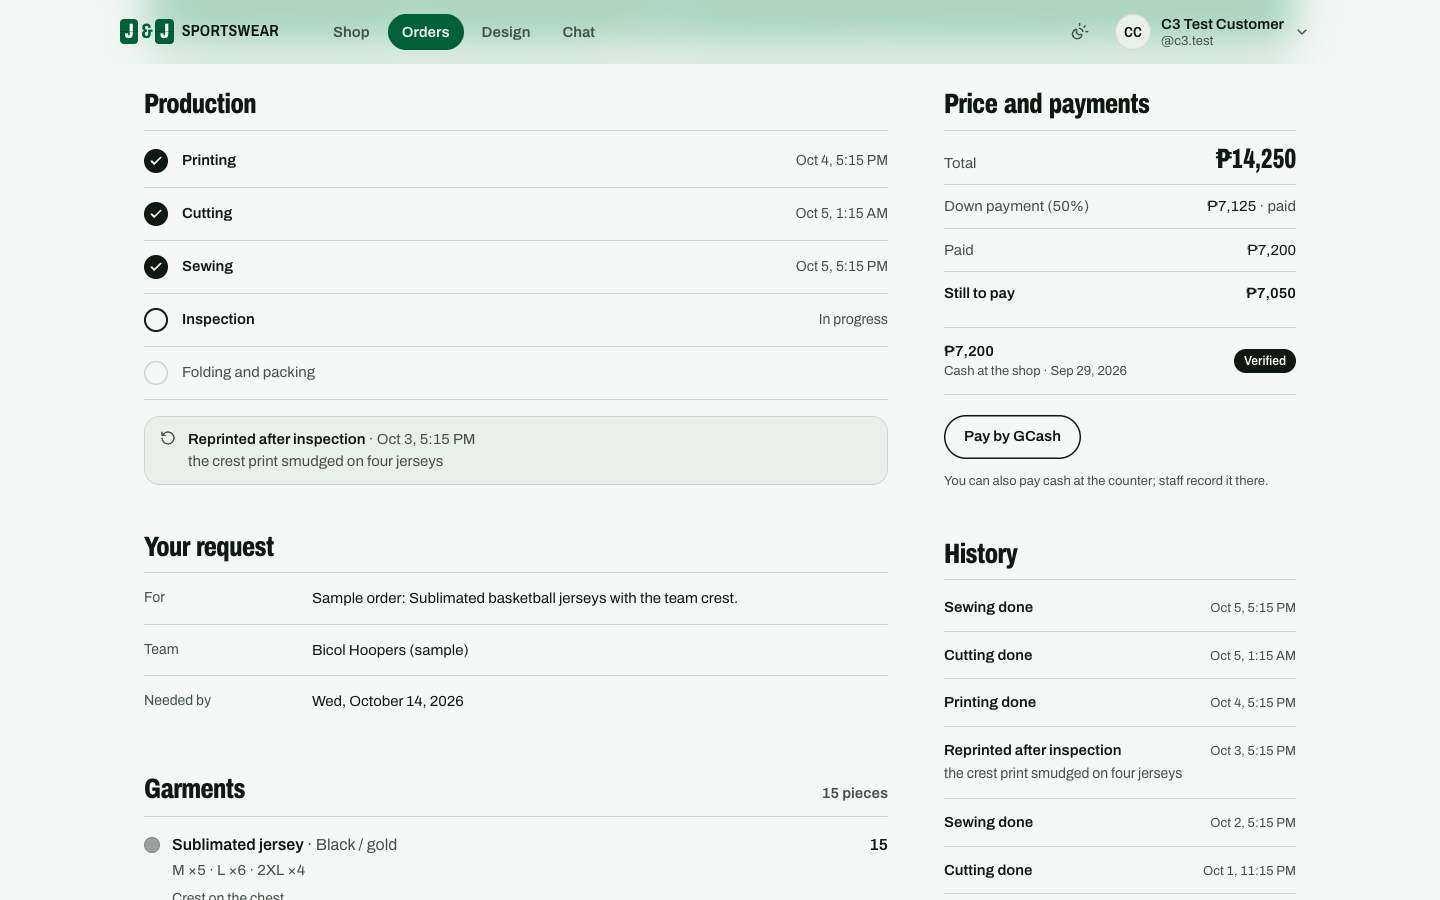 J & J SPORTSWEAR
Shop
Orders
Design
Chat
CC
C3 Test Customer
@c3.test
Production
Printing
Oct 4, 5:15 PM
Cutting
Oct 5, 1:15 AM
Sewing
Oct 5, 5:15 PM
Inspection
In progress
Folding and packing
Reprinted after inspection · Oct 3, 5:15 PM
the crest print smudged on four jerseys
Your request
For
Sample order: Sublimated basketball jerseys with the team crest.
Team
Bicol Hoopers (sample)
Needed by
Wed, October 14, 2026
Garments
15 pieces
Sublimated jersey · Black / gold
15
M ×5 · L ×6 · 2XL ×4
Crest on the chest
Price and payments
Total
₱14,250
Down payment (50%)
₱7,125 · paid
Paid
₱7,200
Still to pay
₱7,050
₱7,200
Cash at the shop · Sep 29, 2026
Verified
Pay by GCash
You can also pay cash at the counter; staff record it there.
History
Sewing done
Oct 5, 5:15 PM
Cutting done
Oct 5, 1:15 AM
Printing done
Oct 4, 5:15 PM
Reprinted after inspection
Oct 3, 5:15 PM
the crest print smudged on four jerseys
Sewing done
Oct 2, 5:15 PM
Cutting done
Oct 1, 11:15 PM